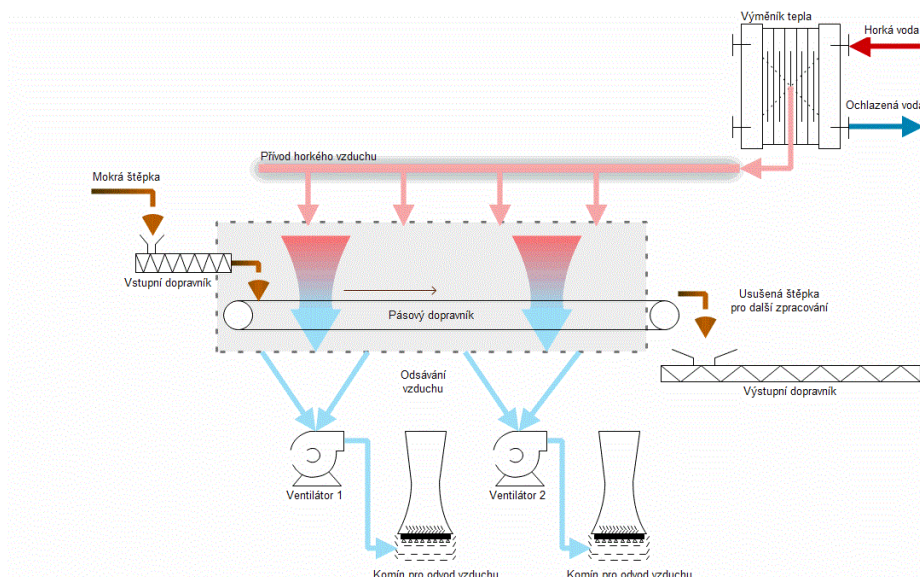 Výměník tepla
Horká voda
Ochlazená voda
Přívod horkého vzduchu
Mokrá štěpka
Vstupní dopravník
Pásový dopravník
Usušená štěpka
pro další zpracování
Odsávání
vzduchu
Výstupní dopravník
Ventilátor 1
Ventilátor 2
Komín pro odvod vzduchu
Komín pro odvod vzduchu